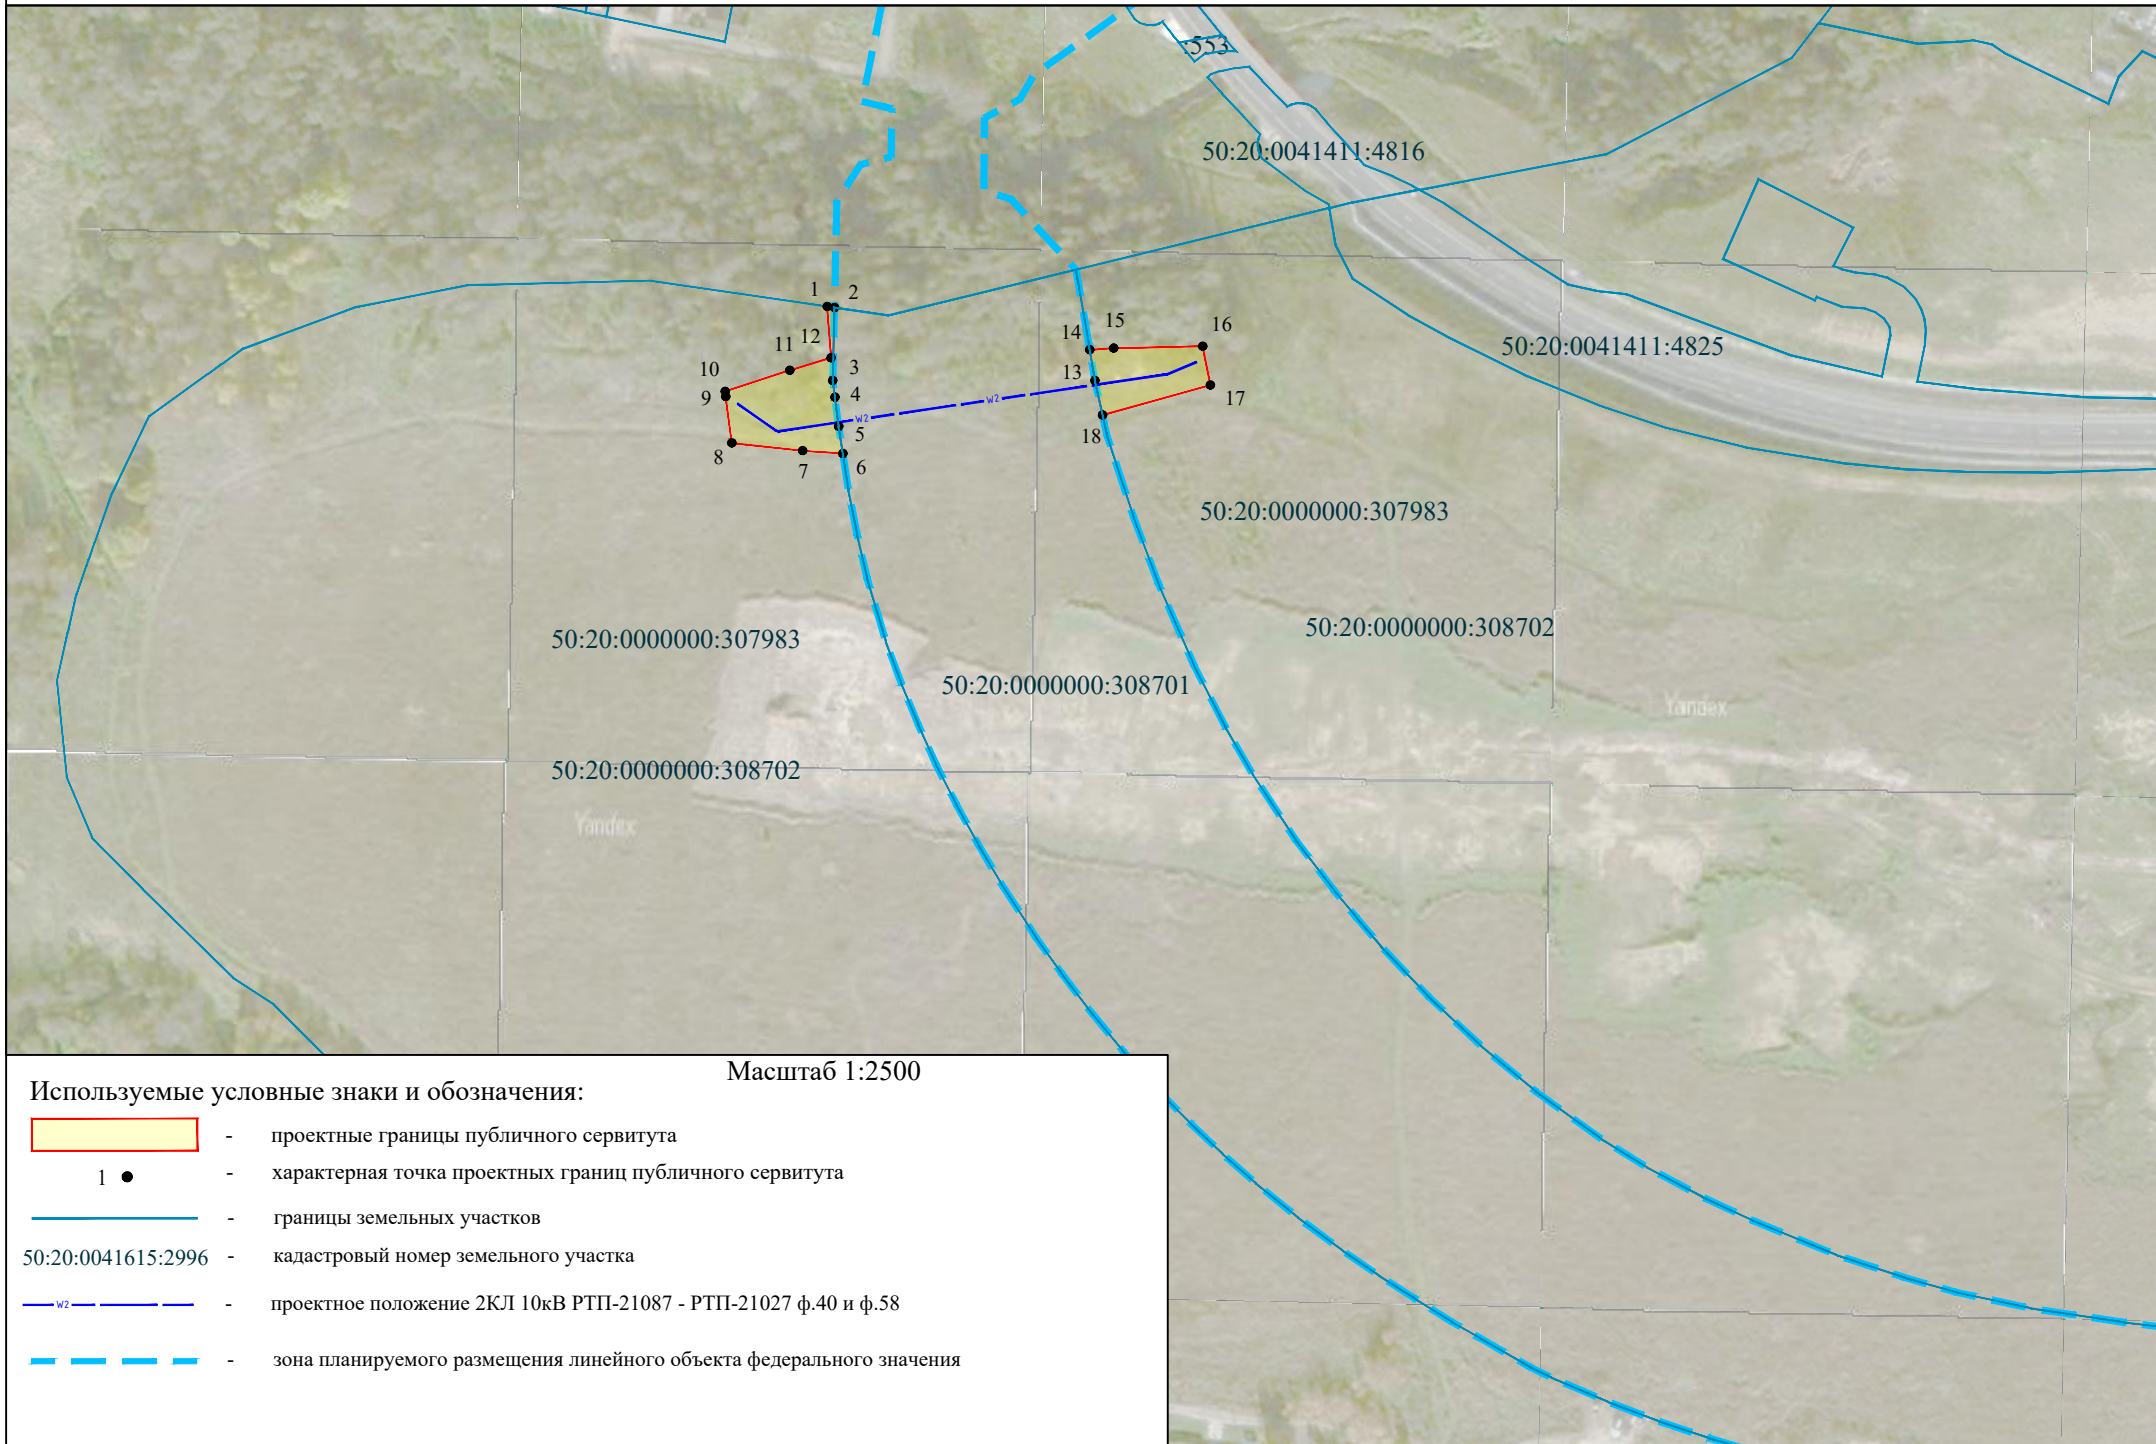 :553
50:20:0041411:4816
1
2
12
11
10
9
3
4
W2
5
8
7
6
W2
14
15
16
13
17
18
50:20:0041411:4825
50:20:0000000:307983
50:20:0000000:307983
50:20:0000000:308702
50:20:0000000:308701
Yandex
50:20:0000000:308702
Yandex
Масштаб 1:2500
Используемые условные знаки и обозначения:
- проектные границы публичного сервитута
1 - характерная точка проектных границ публичного сервитута
- границы земельных участков
50:20:0041615:2996 - кадастровый номер земельного участка
W2 - проектное положение 2КЛ 10кВ РТП-21087 - РТП-21027 ф.40 и ф.58
- зона планируемого размещения линейного объекта федерального значения